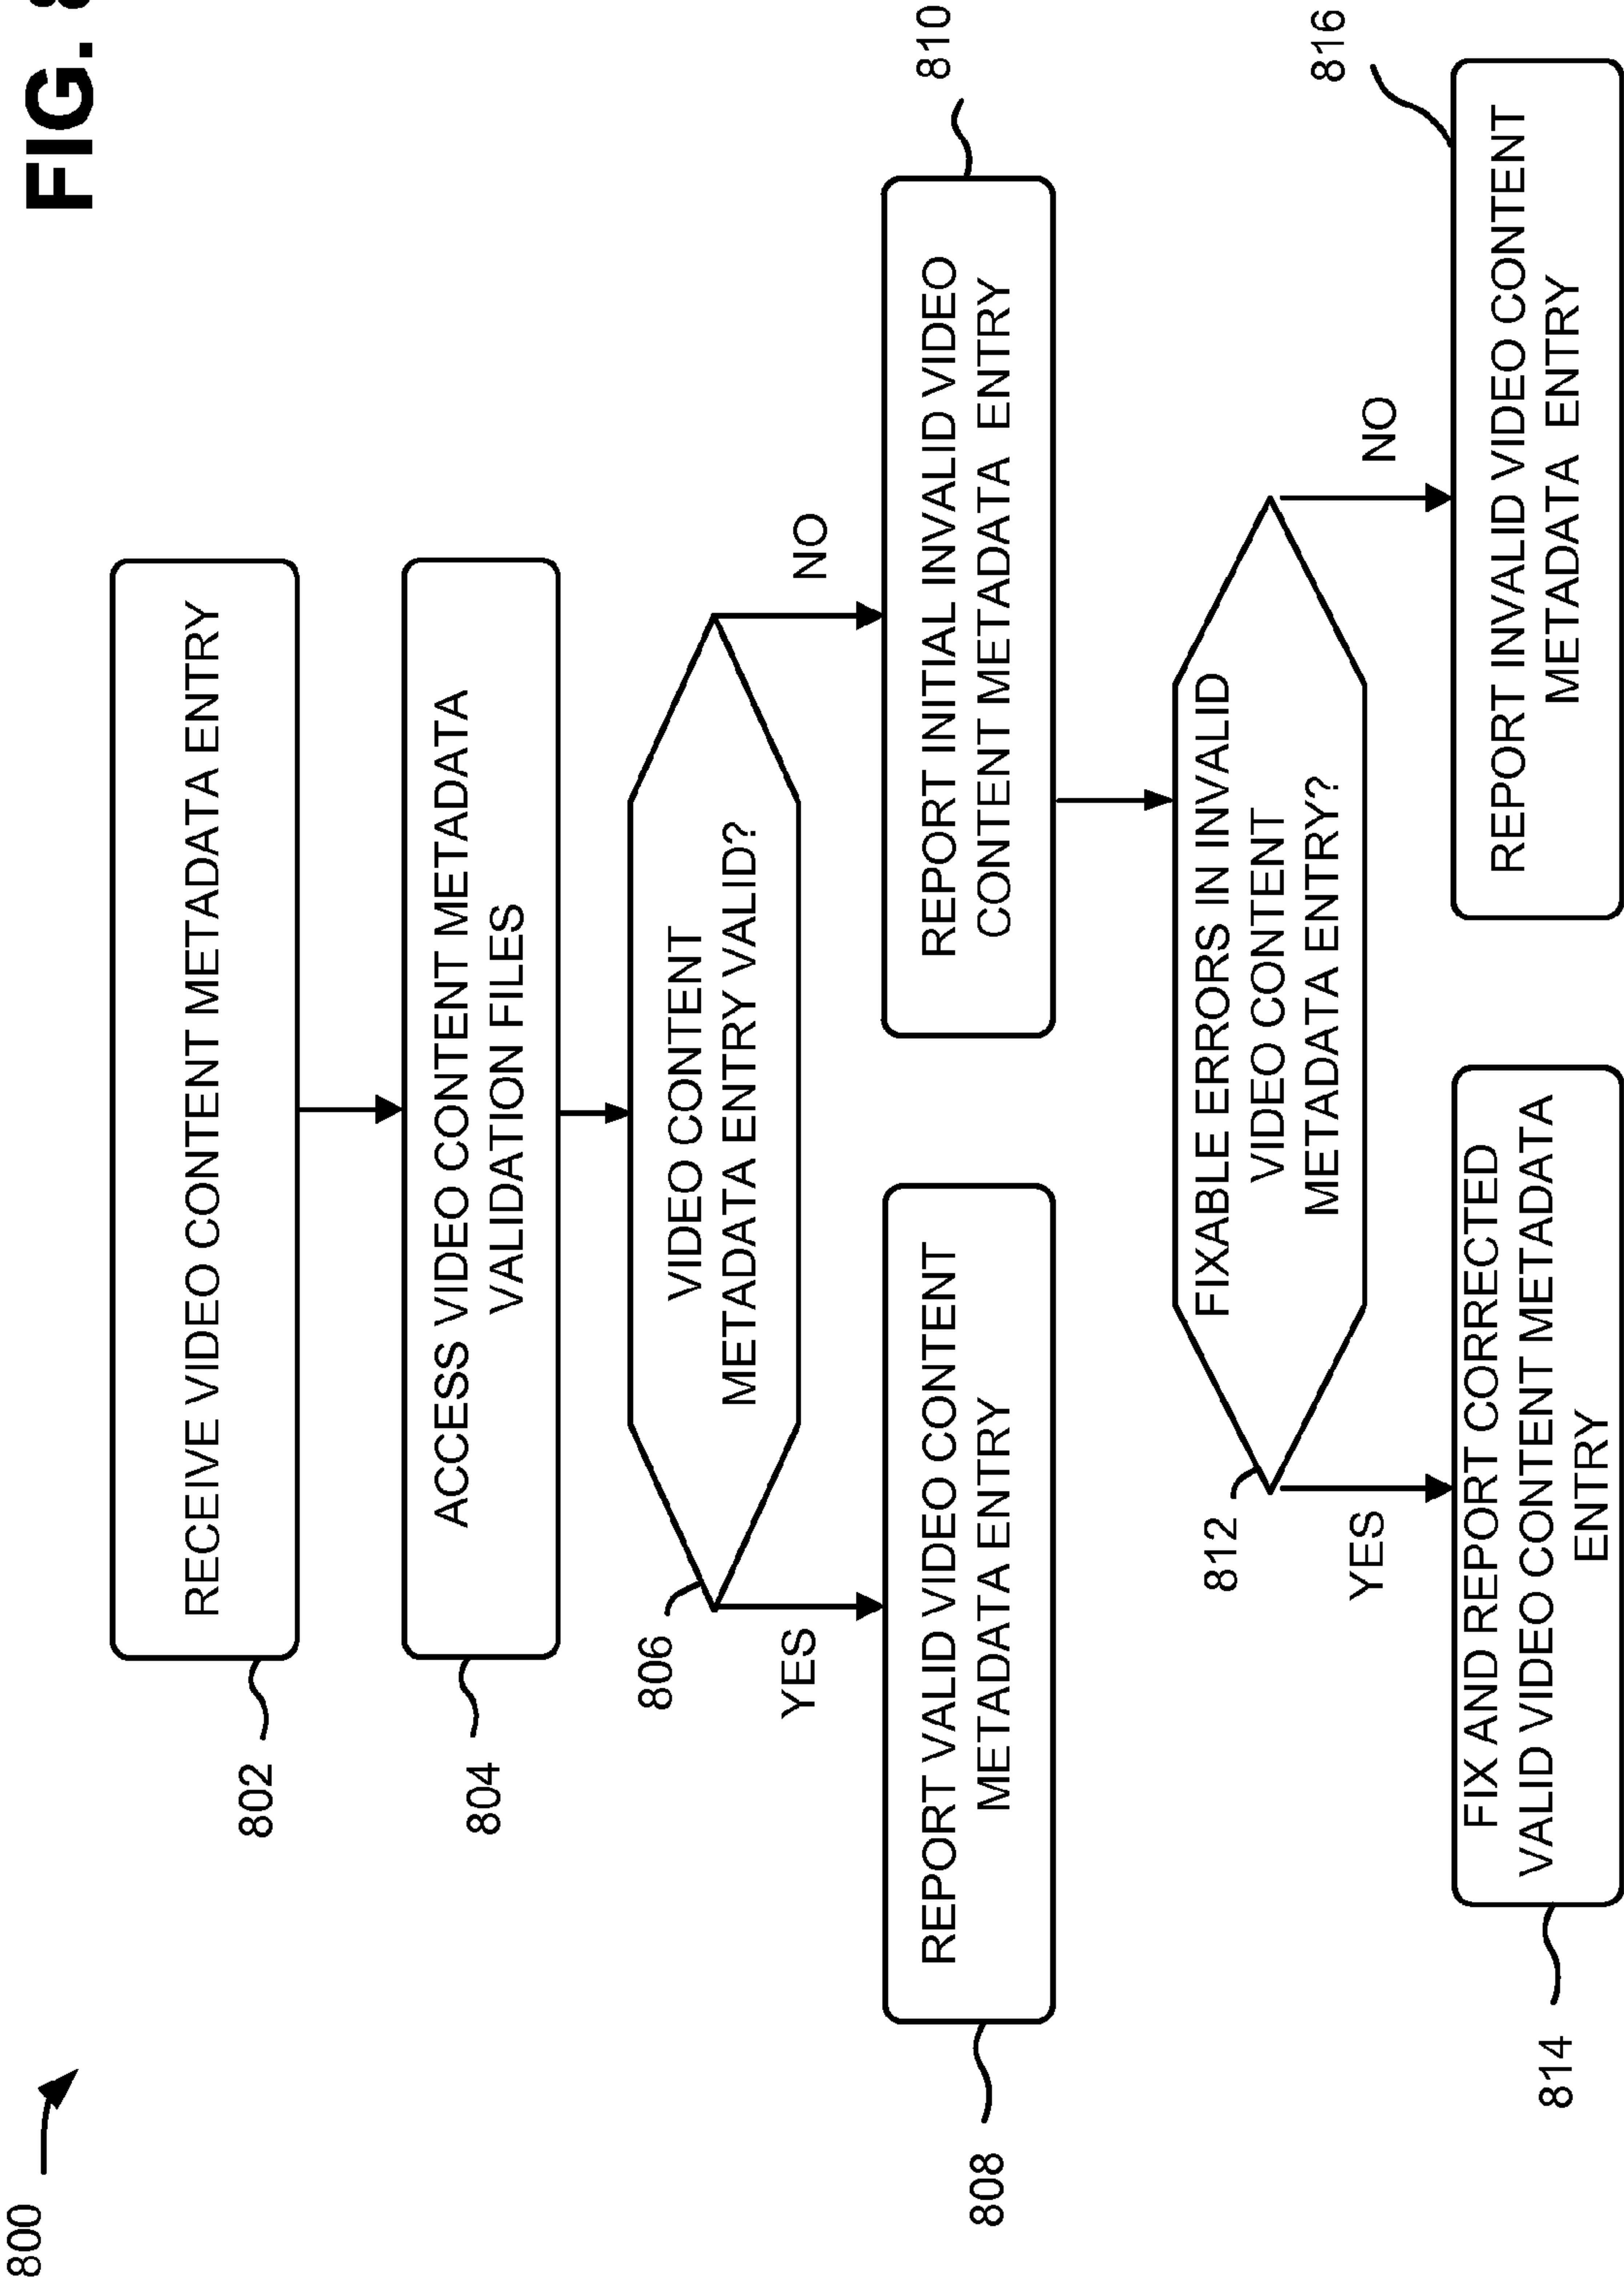 FIG. 8
800
802
RECEIVE VIDEO CONTENT METADATA ENTRY
804
ACCESS VIDEO CONTENT METADATA
VALIDATION FILES
806
VIDEO CONTENT
METADATA ENTRY VALID?
YES
NO
808
REPORT VALID VIDEO CONTENT
METADATA ENTRY
810
REPORT INITIAL INVALID VIDEO
CONTENT METADATA ENTRY
812
FIXABLE ERRORS IN INVALID
VIDEO CONTENT
METADATA ENTRY?
YES
NO
814
FIX AND REPORT CORRECTED
VALID VIDEO CONTENT METADATA
ENTRY
816
REPORT INVALID VIDEO CONTENT
METADATA ENTRY